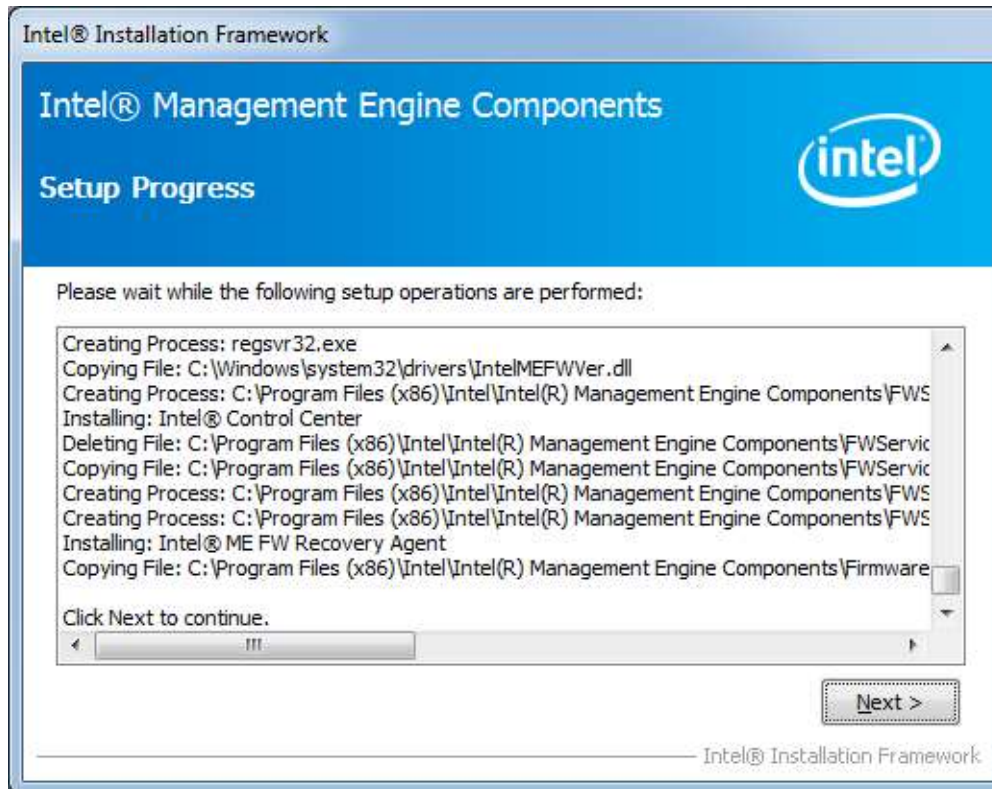 Intel® Installation Framework
Intel® Management Engine Components
intel
Setup Progress
Please wait while the following setup operations are performed:
Creating Process: regsvr32.exe
Copying File: C:\Windows\system32\drivers\IntelMEFWVer.dll
Creating Process: C:\Program Files (x86)\Intel\Intel(R) Management Engine Components\FWS
Installing: Intel® Control Center
Deleting File: C:\Program Files (x86)\Intel\Intel(R) Management Engine Components\FWServic
Copying File: C:\Program Files (x86)\Intel\Intel(R) Management Engine Components\FWServic
Creating Process: C:\Program Files (x86)\Intel\Intel(R) Management Engine Components\FWS
Creating Process: C:\Program Files (x86)\Intel\Intel(R) Management Engine Components\FWS
Installing: Intel® ME FW Recovery Agent
Copying File: C:\Program Files (x86)\Intel\Intel(R) Management Engine Components\Firmware
Click Next to continue.
Next >
Intel® Installation Framework